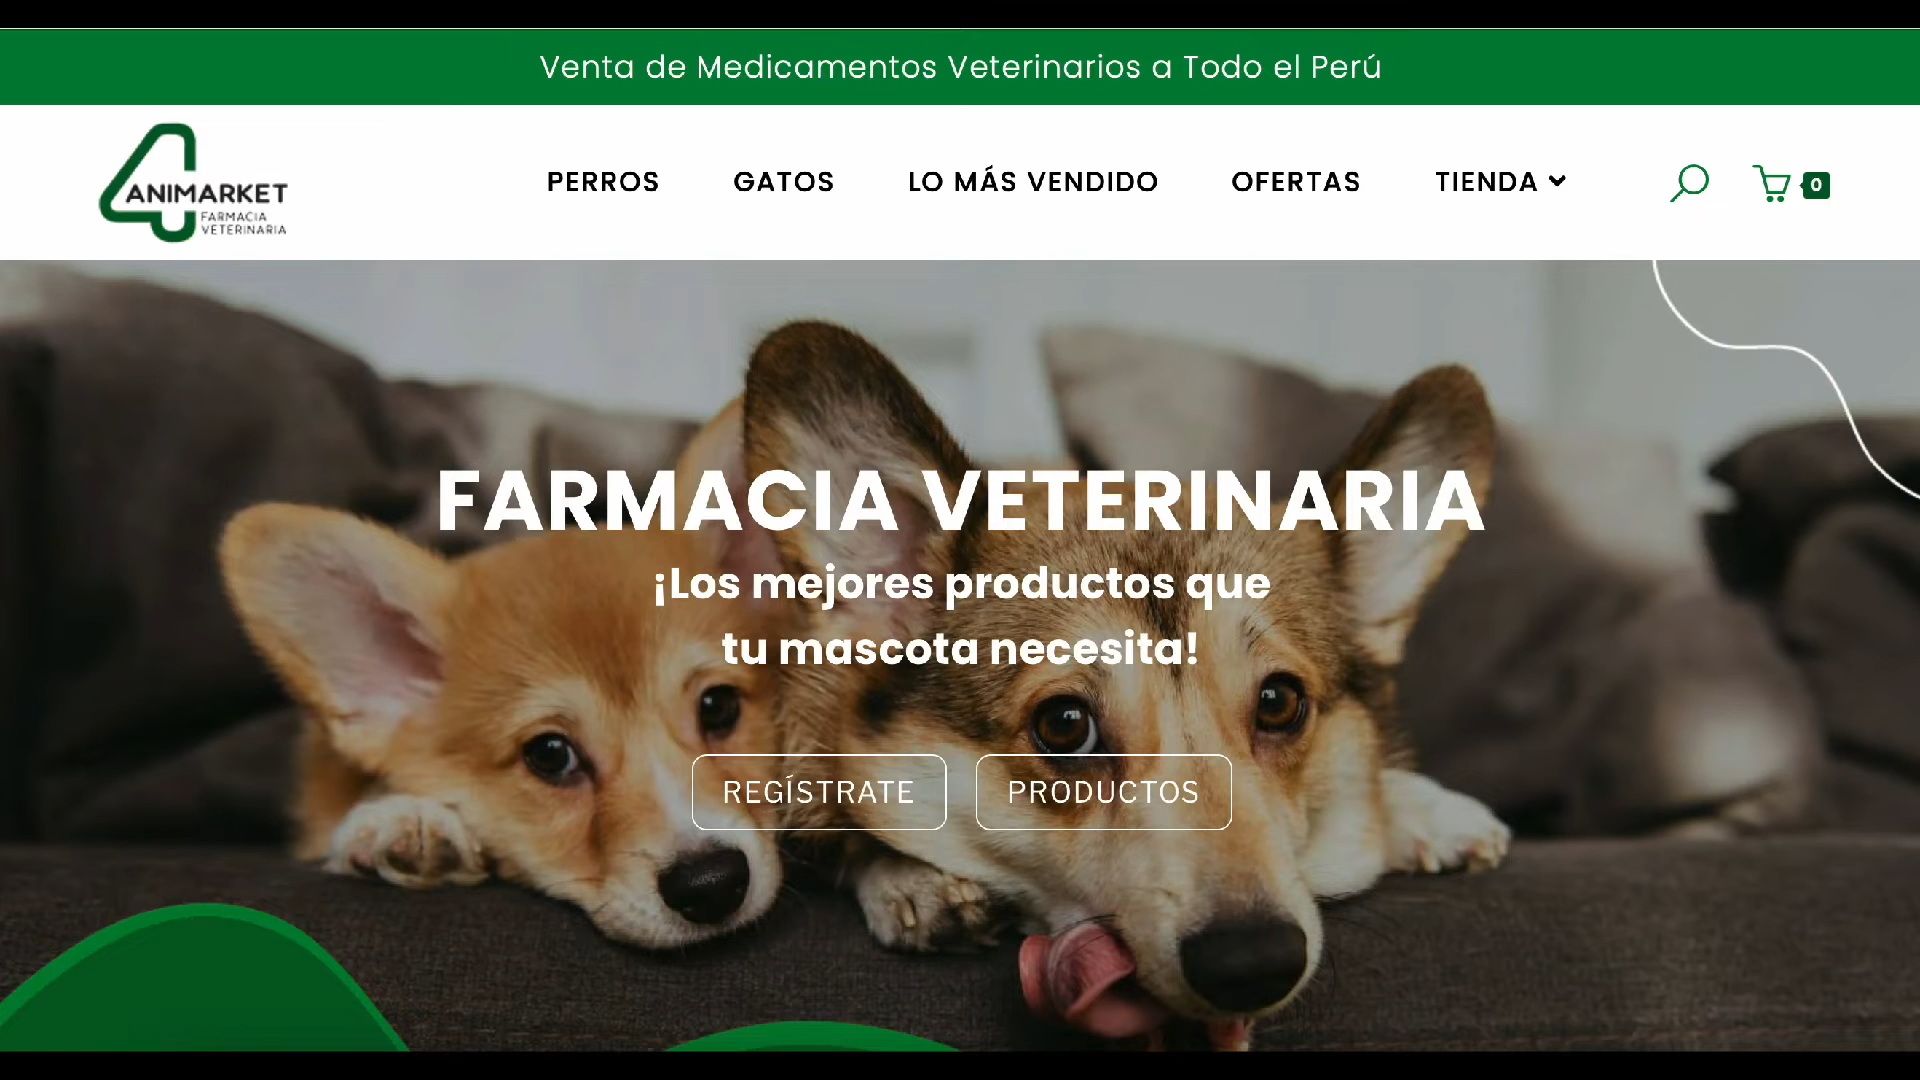 Venta de Medicamentos Veterinarios a Todo el Perú
ANIMARKET
FARMACIA
VETERINARIA
PERROS
GATOS
LO MÁS VENDIDO
OFERTAS
TIENDA
0
FARMACIA VETERINARIA
¡Los mejores productos que
tu mascota necesita!
REGÍSTRATE
PRODUCTOS